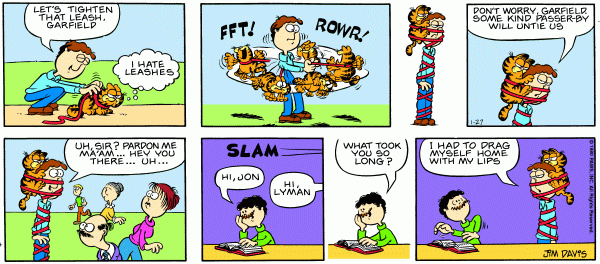 LET'S TIGHTEN
THAT LEASH,
GARFIELD
I HATE
LEASHES
FFT!
ROWR!
DON'T WORRY, GARFIELD.
SOME KIND PASSER-BY
WILL UNTIE US
1-27
UH, SIR? PARDON ME
MA'AM... HEY YOU
THERE... UH...
SLAM
HI, JON
HI,
LYMAN
WHAT TOOK
YOU SO
LONG?
I HAD TO DRAG
MYSELF HOME
WITH MY LIPS
JIM DAVIS